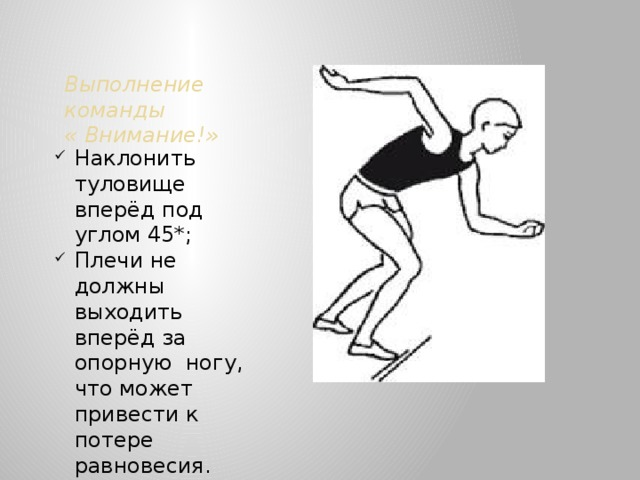 Выполнение
команды
« Внимание!»
✓ Наклонить
туловище
вперёд под
углом 45*;
✓ Плечи не
должны
выходить
вперёд за
опорную ногу,
что может
привести к
потере
равновесия.